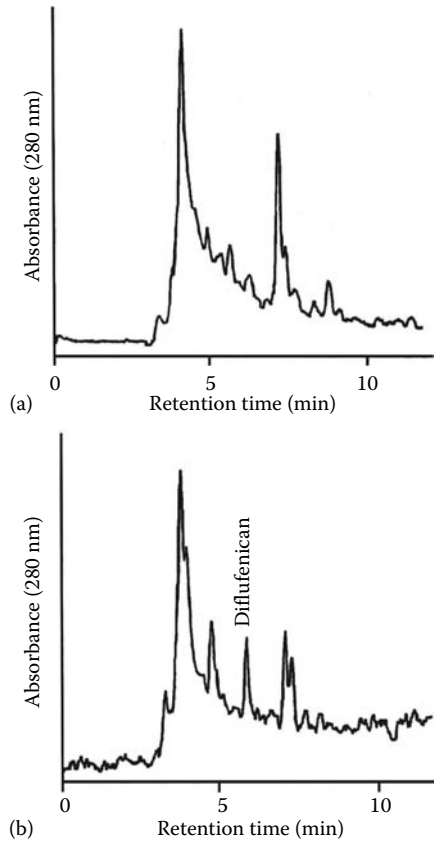 Absorbance (280 nm)
0 5 10
(a) Retention time (min)
Absorbance (280 nm)
Diflufenican
0 5 10
(b) Retention time (min)